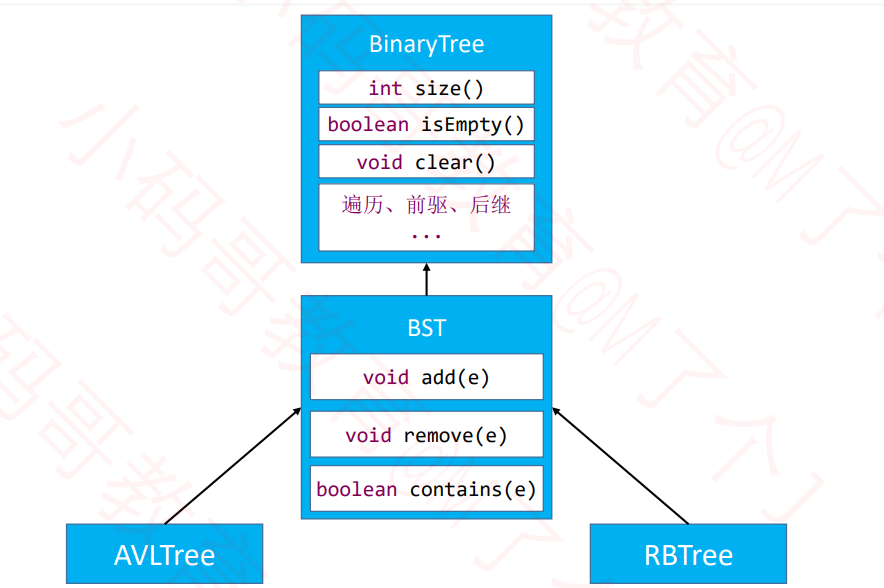 BinaryTree
int size()
boolean isEmpty()
void clear()
遍历、前驱、后继
...
BST
void add(e)
void remove(e)
boolean contains(e)
AVLTree
RBTree
小码哥教育@M了个J